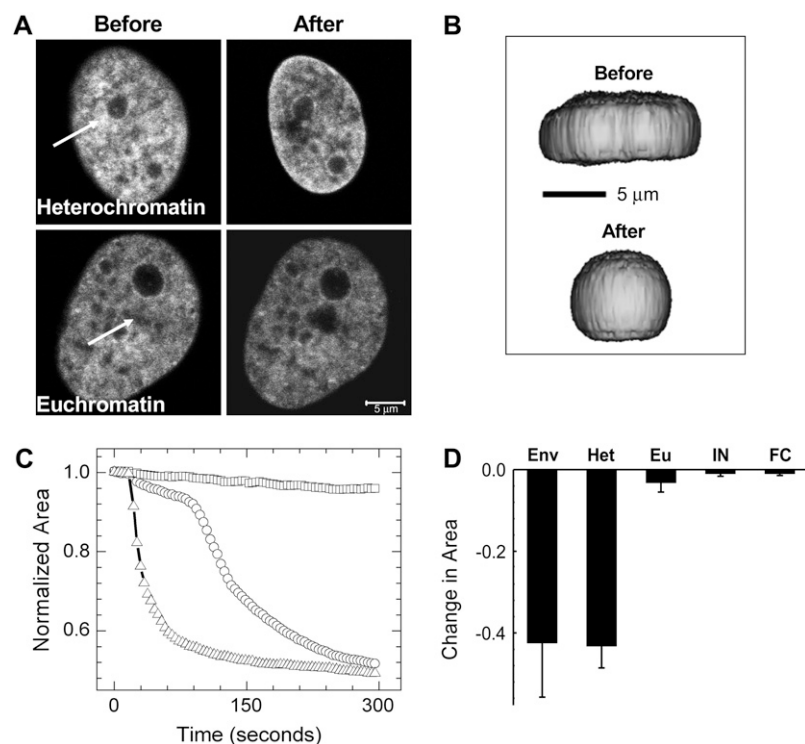 A
Before
After
Heterochromatin
Euchromatin
5 μm
B
Before
5 μm
After
C
Normalized Area
1.0
0.8
0.6
0
150
300
Time (seconds)
D
Env Het Eu IN FC
Change in Area
0.0
-0.2
-0.4